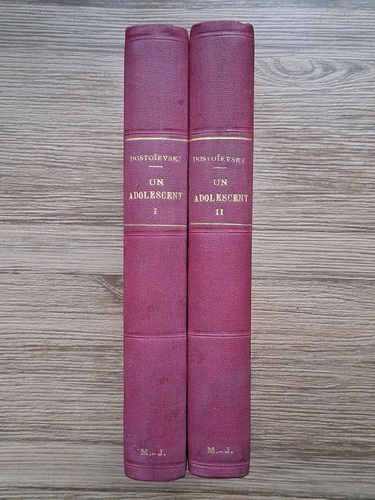 DOSTOÏEVSKI
UN
ADOLESCENT
I
M.-J.
DOSTOÏEVSKI
UN
ADOLESCENT
II
M.-J.